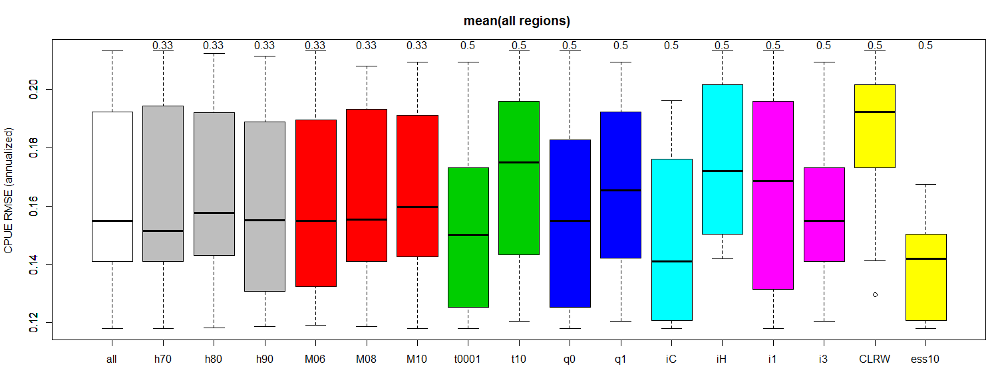 mean(all regions)
0.33 0.33 0.33 0.33 0.33 0.33 0.5 0.5 0.5 0.5 0.5 0.5 0.5 0.5 0.5 0.5
CPUE RMSE (annualized)
0.20
0.18
0.16
0.14
0.12
all h70 h80 h90 M06 M08 M10 t0001 t10 q0 q1 iC iH i1 i3 CLRW ess10